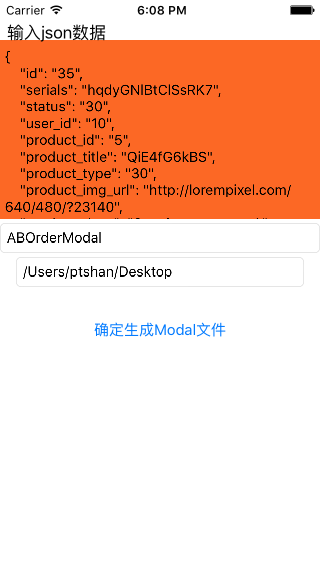 Carrier 6:08 PM
输入json数据
{
"id": "35",
"serials": "hqdyGNlBtClSsRK7",
"status": "30",
"user_id": "10",
"product_id": "5",
"product_title": "QiE4fG6kBS",
"product_type": "30",
"product_img_url": "http://lorempixel.com/
640/480/?23140",
ABOrderModal
/Users/ptshan/Desktop
确定生成Modal文件